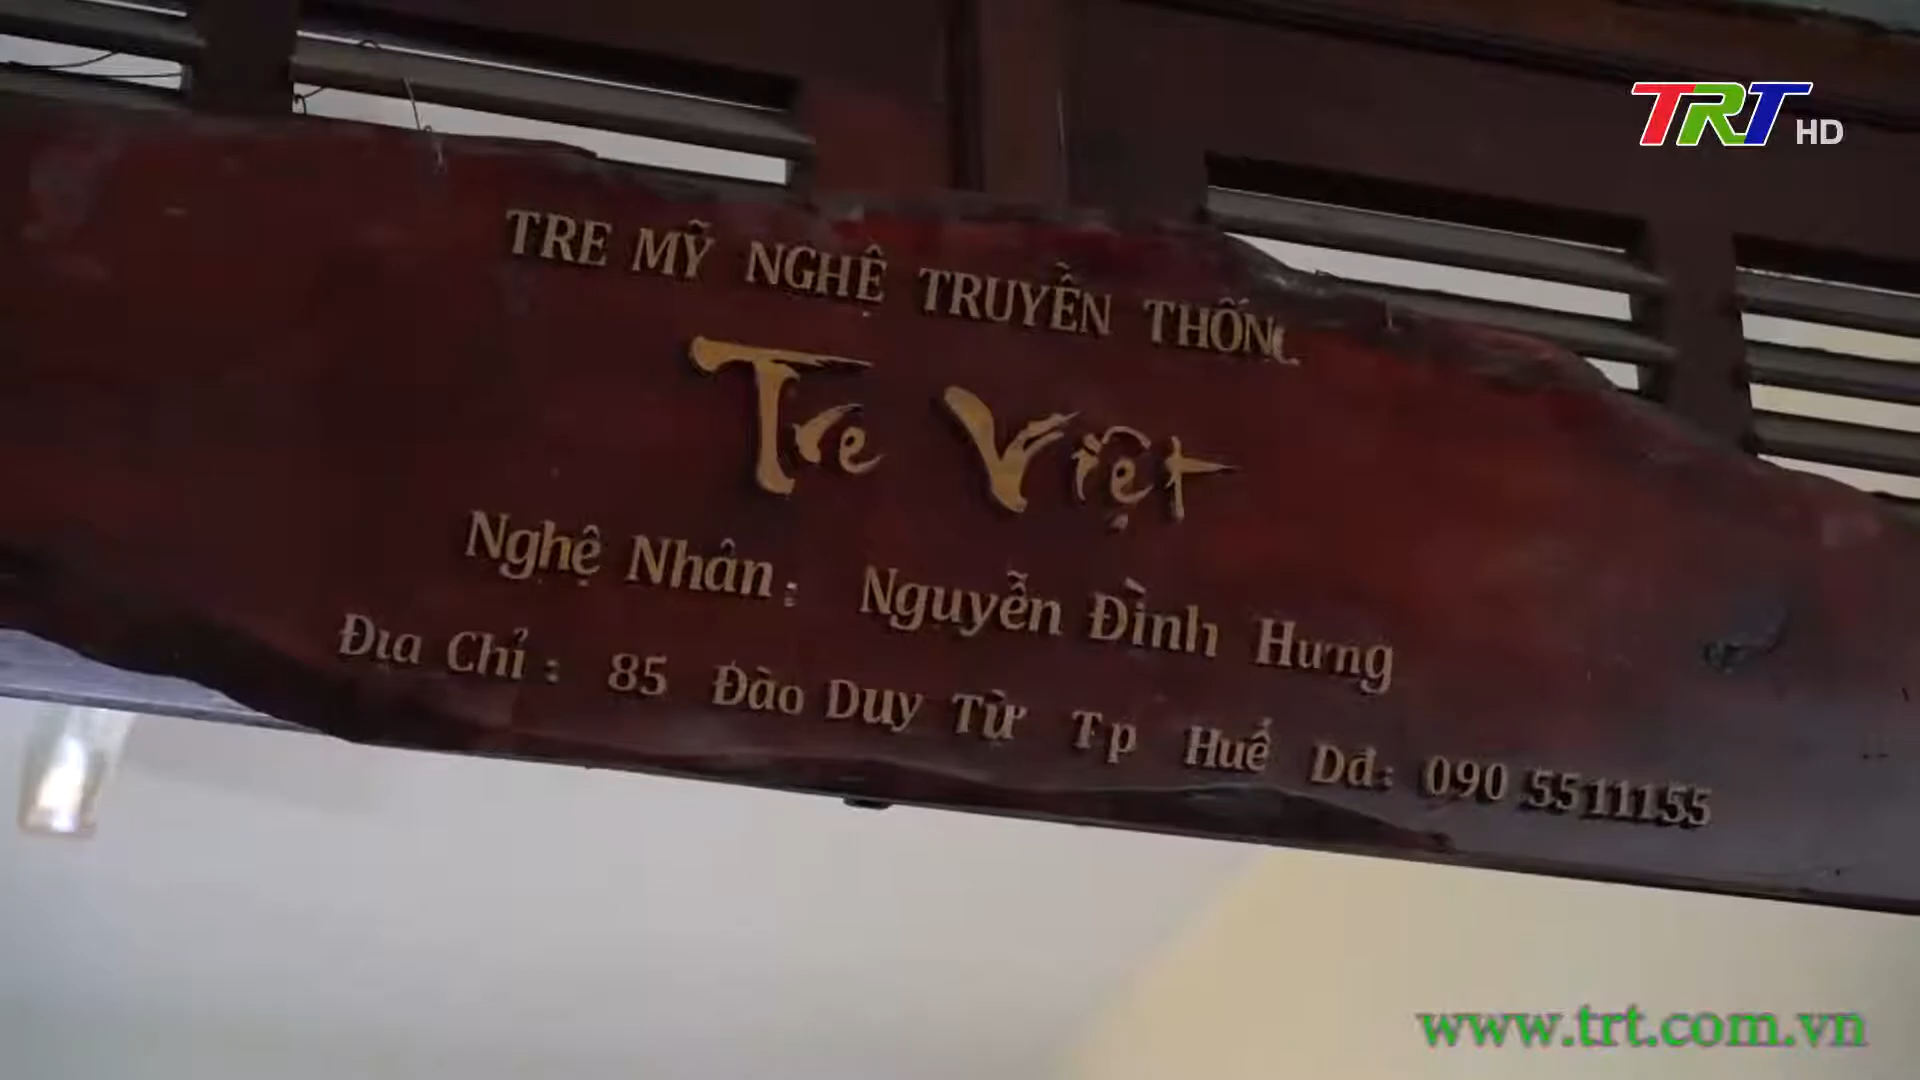 TRT HD
TRE MỸ NGHỆ TRUYỀN THỐNG
Tre Việt
Nghệ Nhân: Nguyễn Đình Hưng
Địa Chỉ: 85 Đào Duy Từ Tp Huế Dđ: 090 5511155
www.trt.com.vn